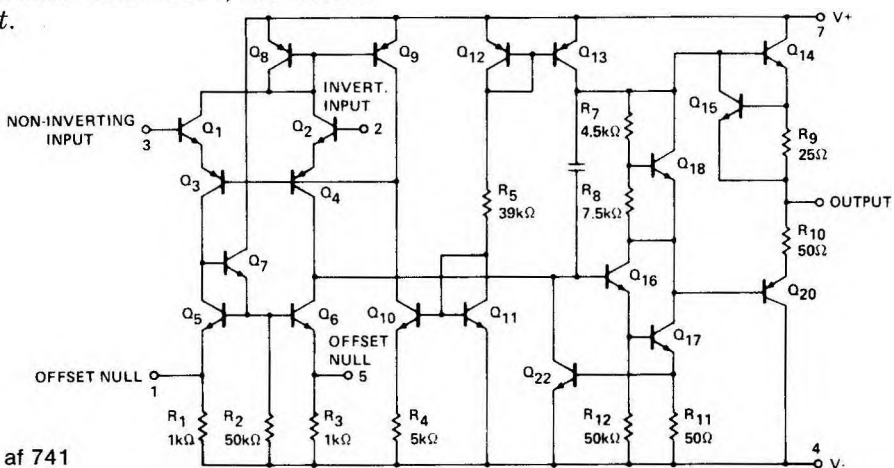 t.
V+
7
Q8
Q9
Q12
Q13
Q14
INVERT.
INPUT
NON-INVERTING
INPUT
3
Q1
Q2
2
R7
4.5kΩ
Q15
R9
25Ω
Q18
Q3
Q4
R5
39kΩ
R8
7.5kΩ
OUTPUT
R10
50Ω
Q7
Q16
Q20
Q5
Q6
Q10
Q11
OFFSET
NULL
5
Q17
OFFSET NULL
1
Q22
R1
1kΩ
R2
50kΩ
R3
1kΩ
R4
5kΩ
R12
50kΩ
R11
50Ω
4
af 741